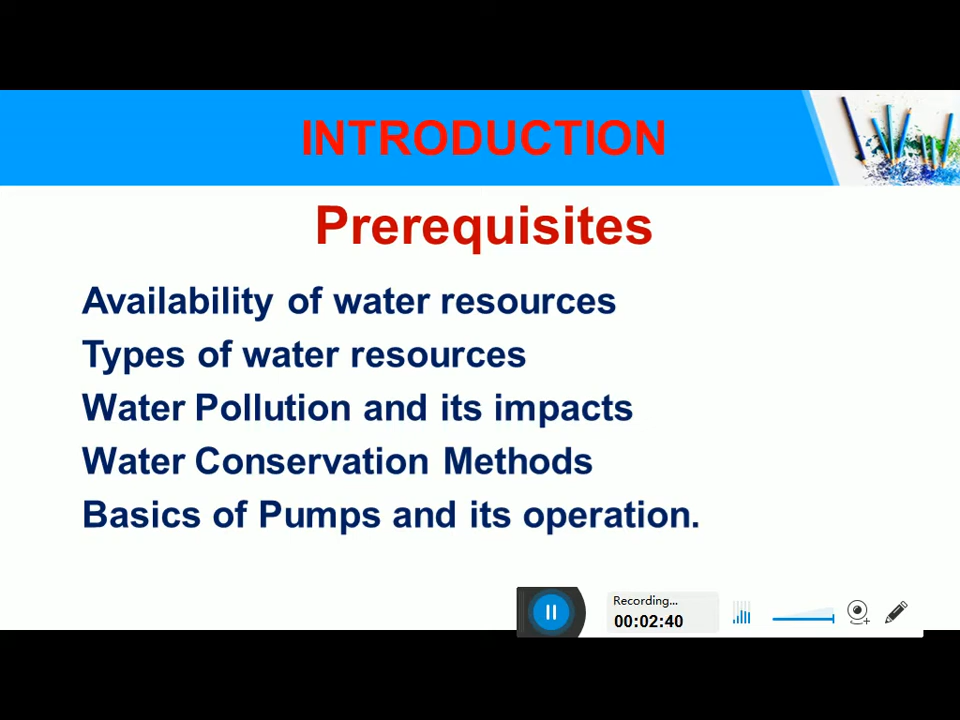 INTRODUCTION
Prerequisites
Availability of water resources
Types of water resources
Water Pollution and its impacts
Water Conservation Methods
Basics of Pumps and its operation.
Recording...
00:02:40